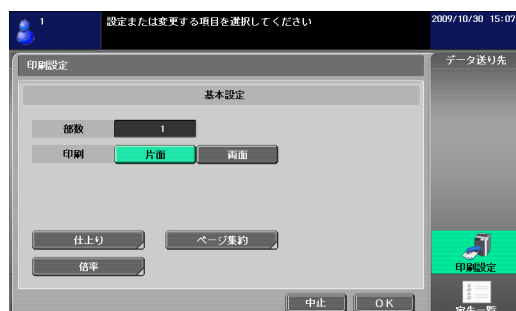 1
設定または変更する項目を選択してください
2009/10/30 15:07
印刷設定
データ送り先
基本設定
部数 1
印刷 片面 両面
仕上り ページ集約
倍率
印刷設定
中止 OK